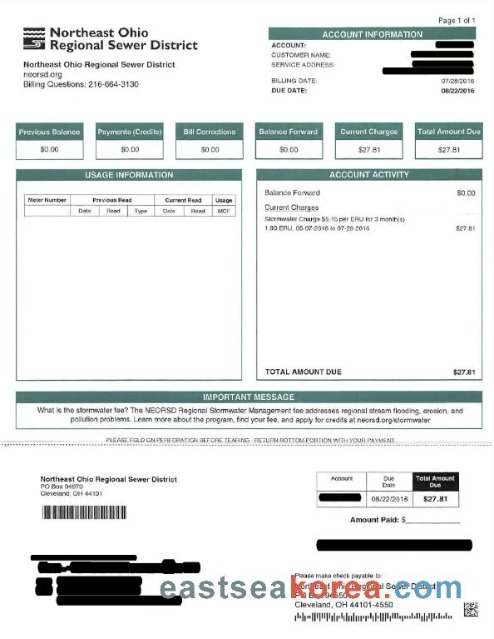 Page 1 of 1
Northeast Ohio
Regional Sewer District
Northeast Ohio Regional Sewer District
neorsd.org
Billing Questions: 216-664-3130
ACCOUNT INFORMATION
ACCOUNT:
CUSTOMER NAME:
SERVICE ADDRESS:
BILLING DATE: 07/28/2016
DUE DATE: 08/22/2016
Previous Balance Payments (Credits) Bill Corrections Balance Forward Current Charges Total Amount Due
$0.00 $0.00 $0.00 $0.00 $27.81 $27.81
USAGE INFORMATION
Meter Number Previous Read Current Read Usage
Date Read Type Date Read MCF
ACCOUNT ACTIVITY
Balance Forward $0.00
Current Charges
Stormwater Charge $5.15 per ERU for 3 month(s)
1.80 ERU, 05-07-2016 to 07-28-2016 $27.81
TOTAL AMOUNT DUE $27.81
IMPORTANT MESSAGE
What is the stormwater fee? The NEORSD Regional Stormwater Management fee addresses regional stream flooding, erosion, and
pollution problems. Learn more about the program, find your fee, and apply for credits at neorsd.org/stormwater
PLEASE FOLD ON PERFORATION BEFORE TEARING - RETURN BOTTOM PORTION WITH YOUR PAYMENT
Northeast Ohio Regional Sewer District
PO Box 94970
Cleveland, OH 44101
Account Due Date Total Amount Due
08/22/2016 $27.81
Amount Paid: $
Please make check payable to:
Ohio Regional Sewer District
Cleveland, OH 44101-4550
eastseakorea.com